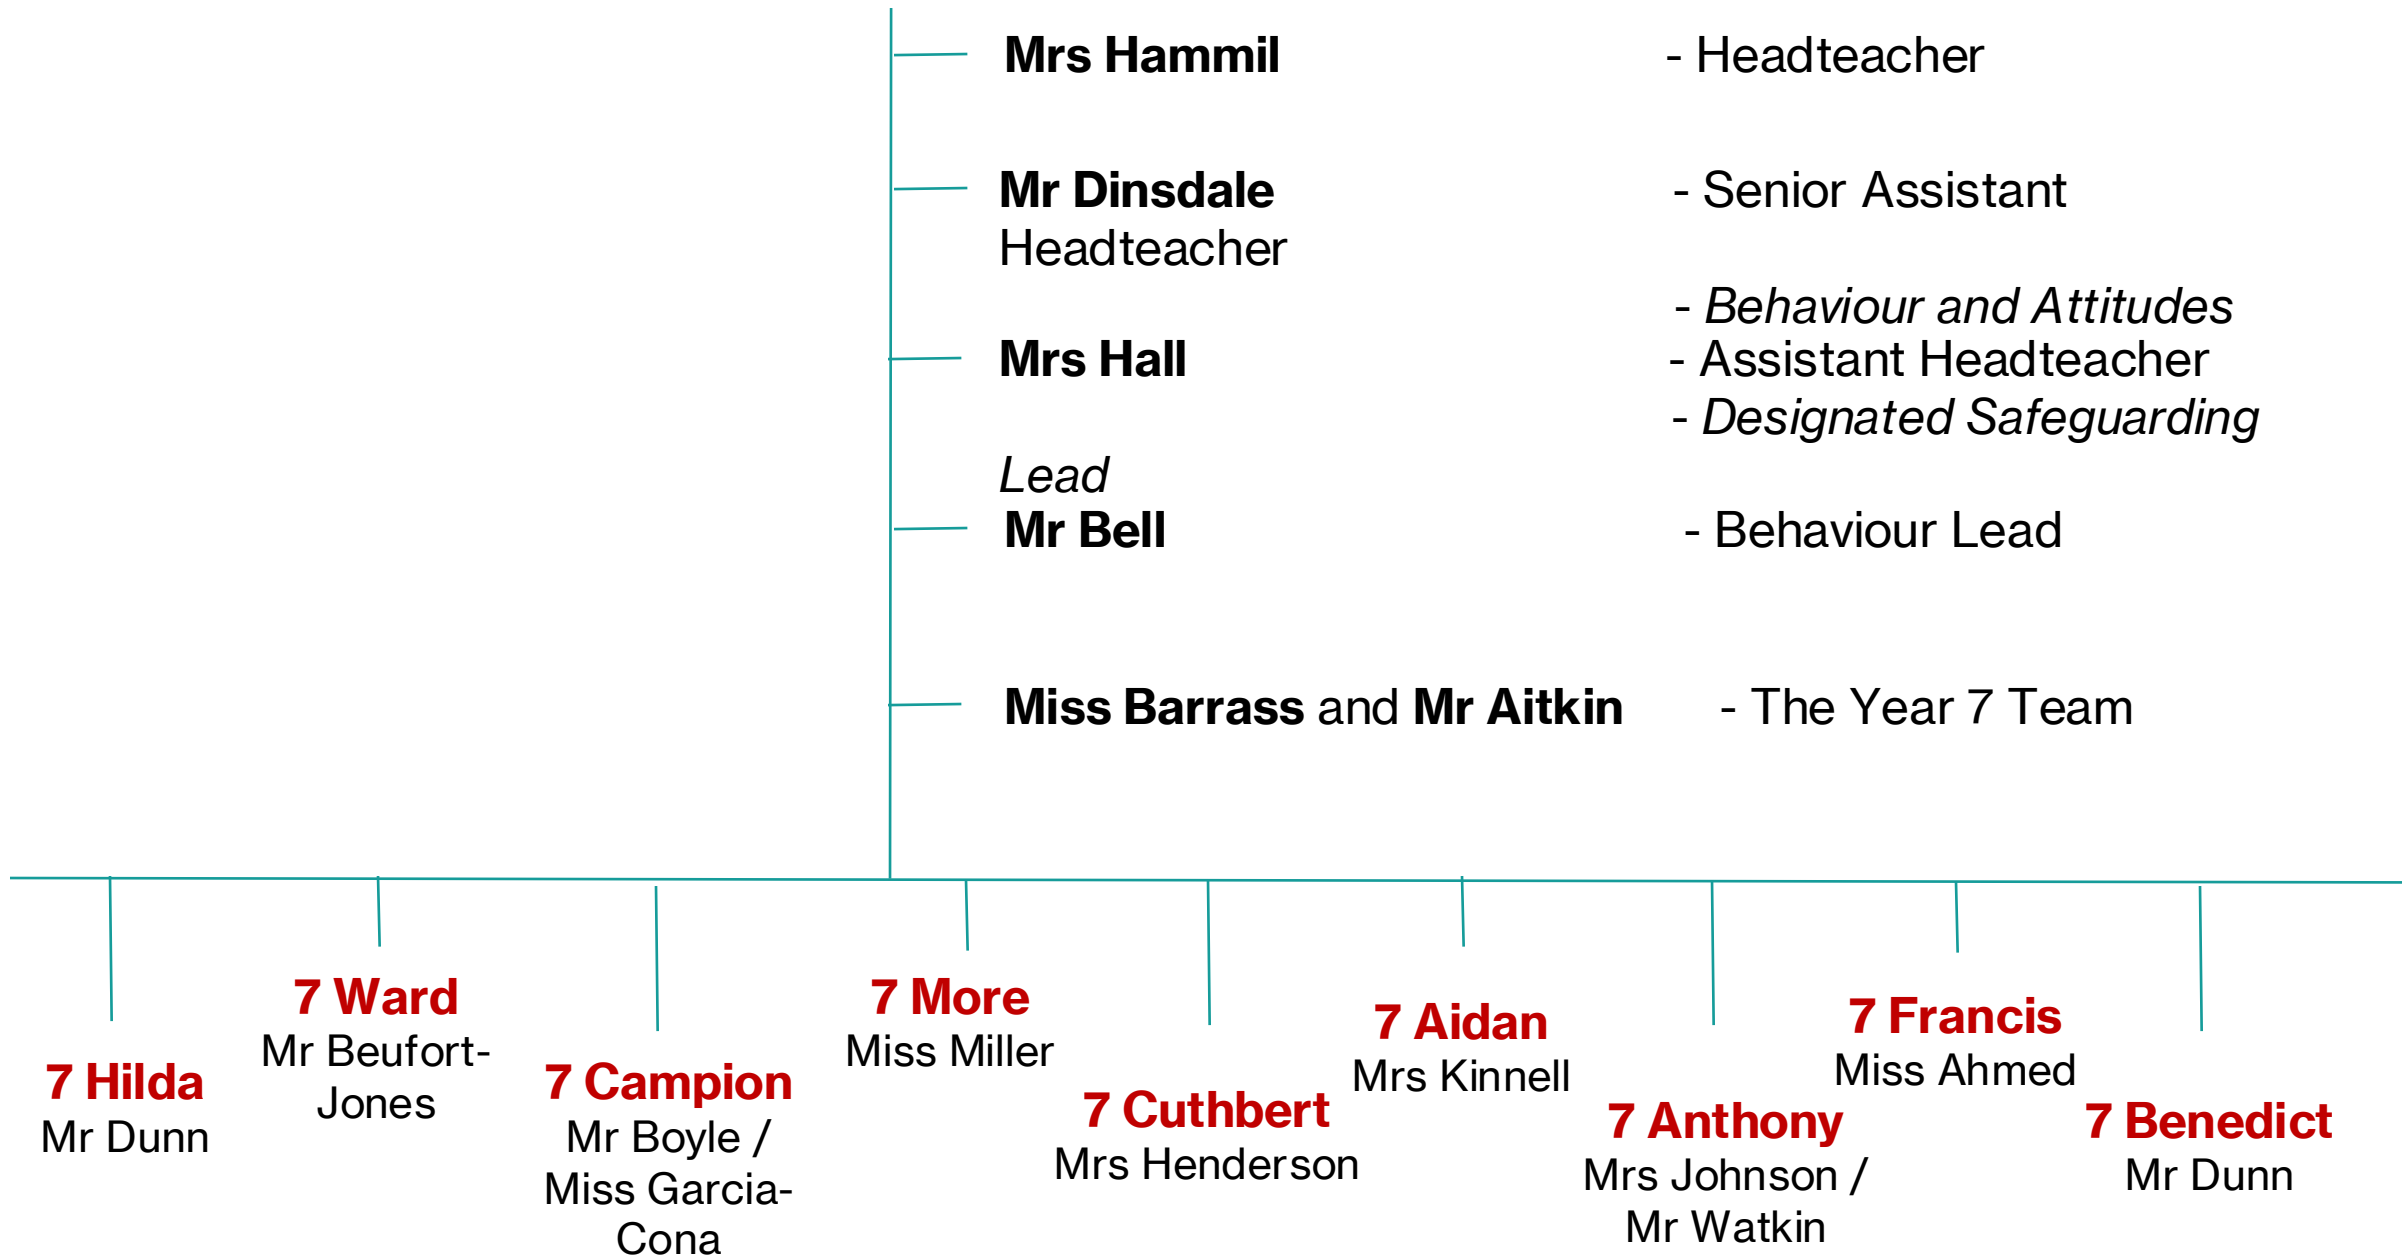 Mrs Hammil - Headteacher
Mr Dinsdale - Senior Assistant
Headteacher
- Behaviour and Attitudes
Mrs Hall - Assistant Headteacher
- Designated Safeguarding
Lead
Mr Bell - Behaviour Lead
Miss Barrass and Mr Aitkin - The Year 7 Team
7 Hilda
Mr Dunn
7 Ward
Mr Beufort-
Jones
7 Campion
Mr Boyle /
Miss Garcia-
Cona
7 More
Miss Miller
7 Cuthbert
Mrs Henderson
7 Aidan
Mrs Kinnell
7 Anthony
Mrs Johnson /
Mr Watkin
7 Francis
Miss Ahmed
7 Benedict
Mr Dunn